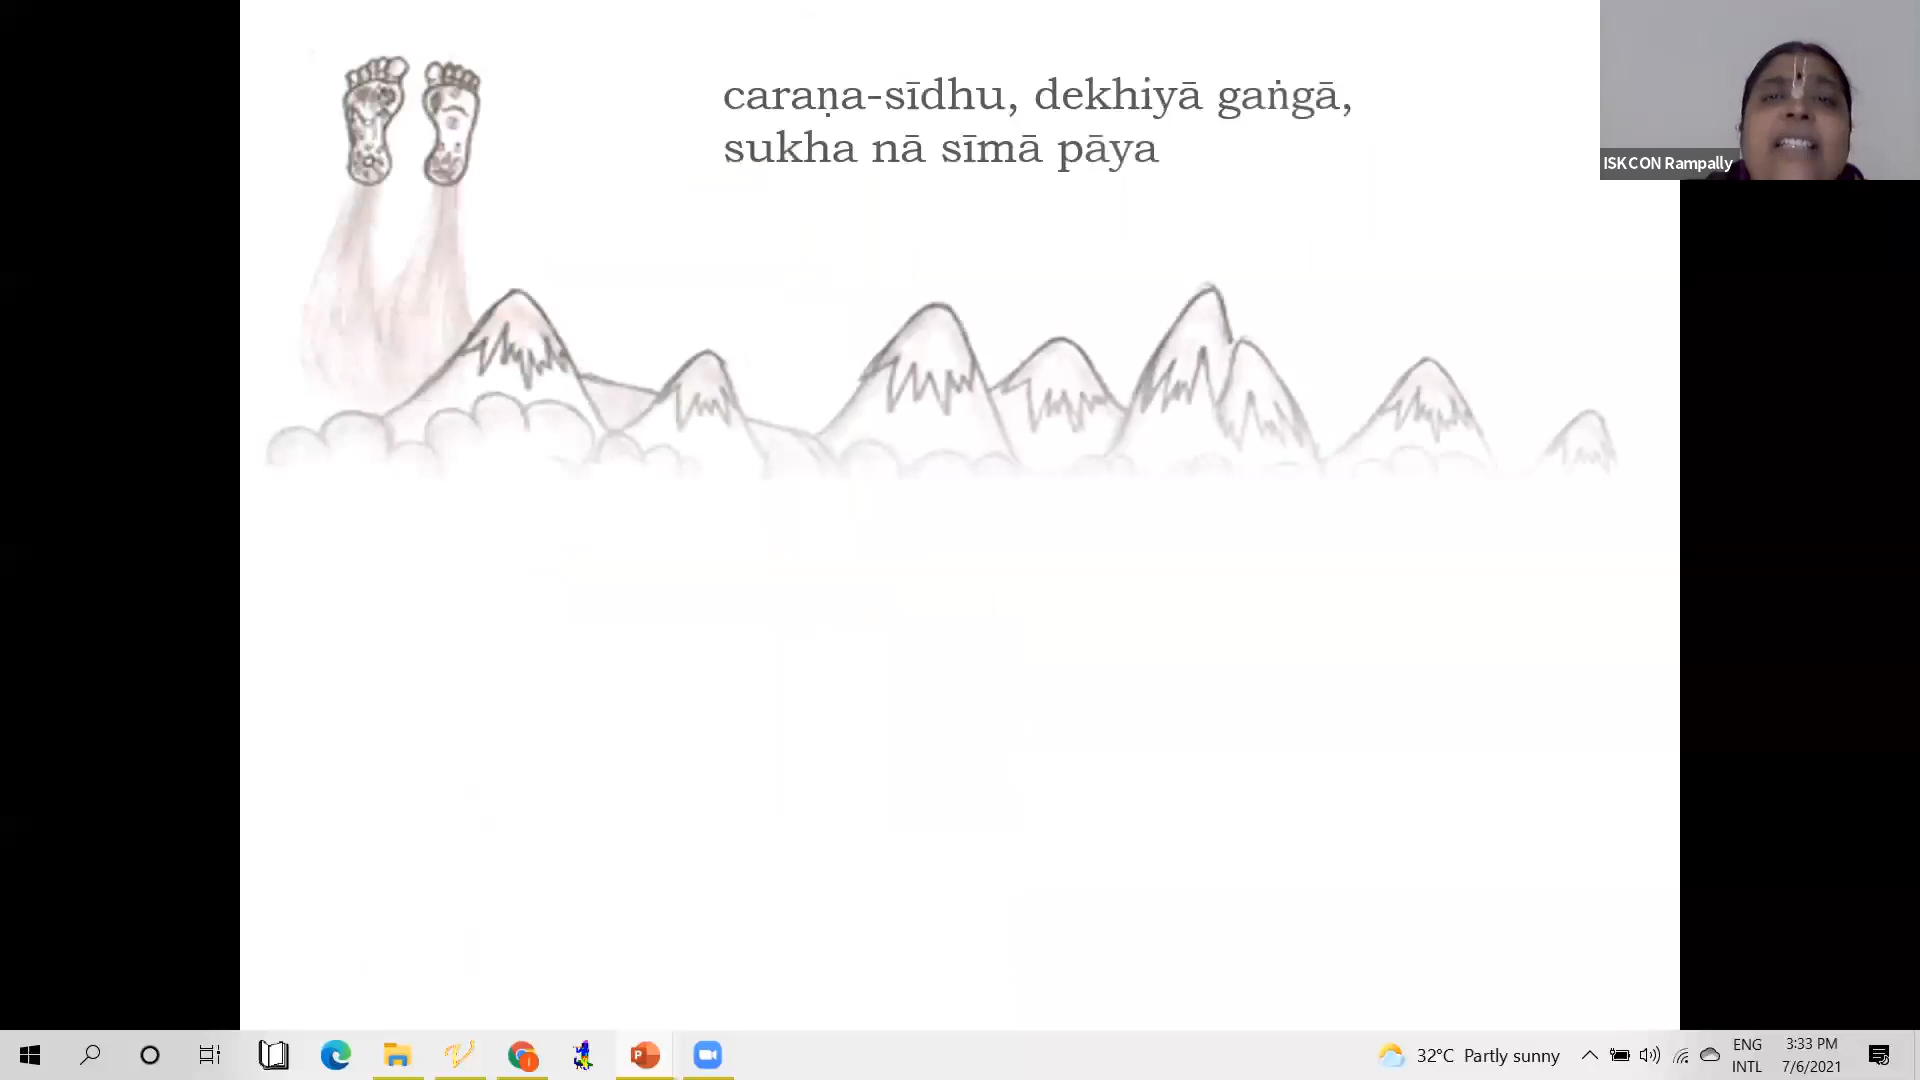 caraṇa-sīdhu, dekhiyā gaṅgā,
sukha nā sīmā pāya
ISKCON Rampally
32°C Partly sunny
ENG
INTL
3:33 PM
7/6/2021